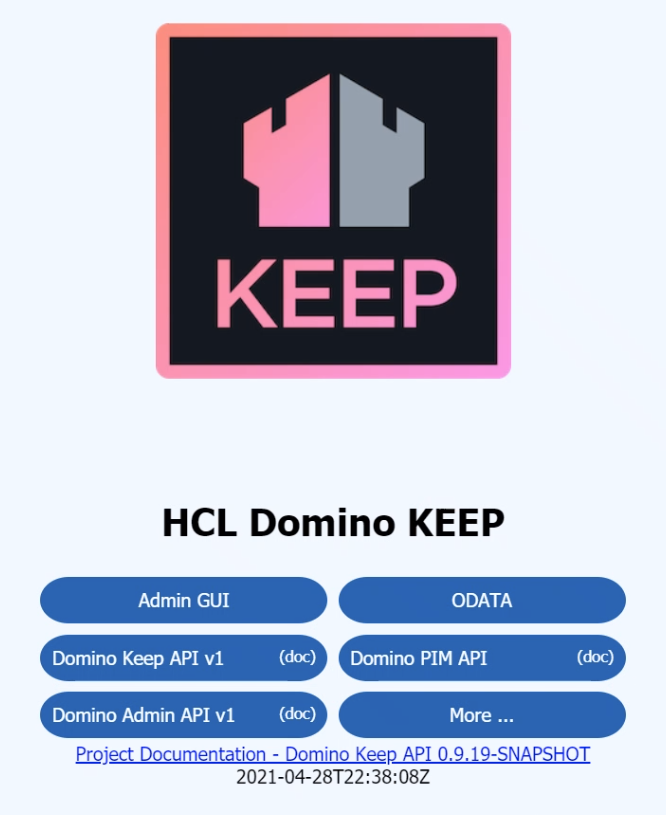 KEEP
HCL Domino KEEP
Admin GUI
ODATA
Domino Keep API v1 (doc)
Domino PIM API (doc)
Domino Admin API v1 (doc)
More ...
Project Documentation - Domino Keep API 0.9.19-SNAPSHOT
2021-04-28T22:38:08Z